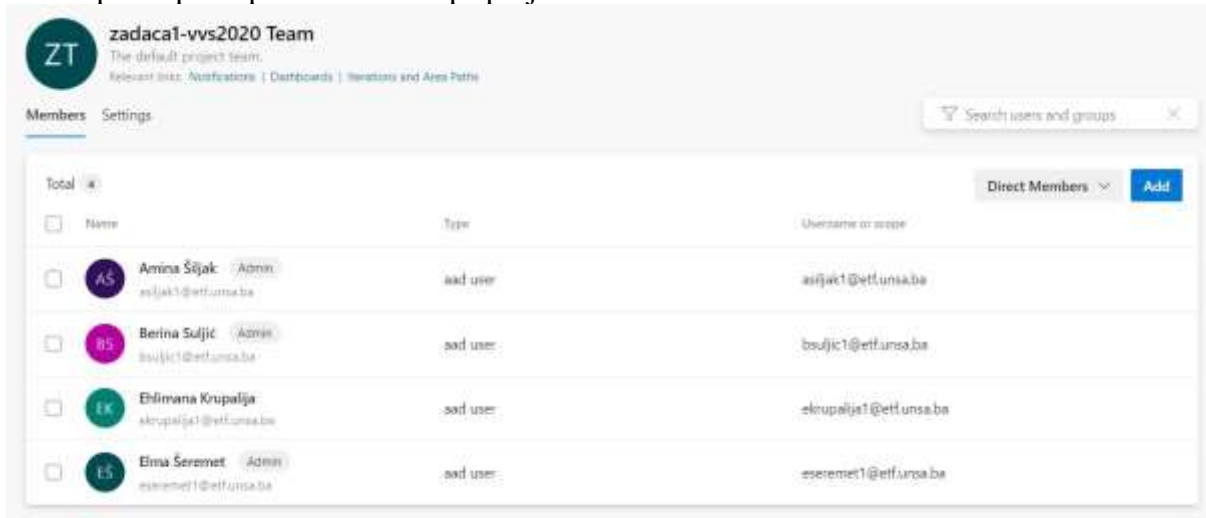 ZT
zadaca1-vvs2020 Team
The default project team.
Relevant links: Notifications | Dashboards | Iterations and Area Paths
Members Settings
Search users and groups
Total 4
Direct Members Add
Name Type Username or scope
AŠ Amina Šiljak Admin aad user asiljak1@etf.unsa.ba
asiljak1@etf.unsa.ba
BS Berina Suljić Admin aad user bsuljic1@etf.unsa.ba
bsuljic1@etf.unsa.ba
EK Ehlimana Krupalija aad user ekrupalija1@etf.unsa.ba
ekrupalija1@etf.unsa.ba
EŠ Elma Šeremet Admin aad user eseremet1@etf.unsa.ba
eseremet1@etf.unsa.ba